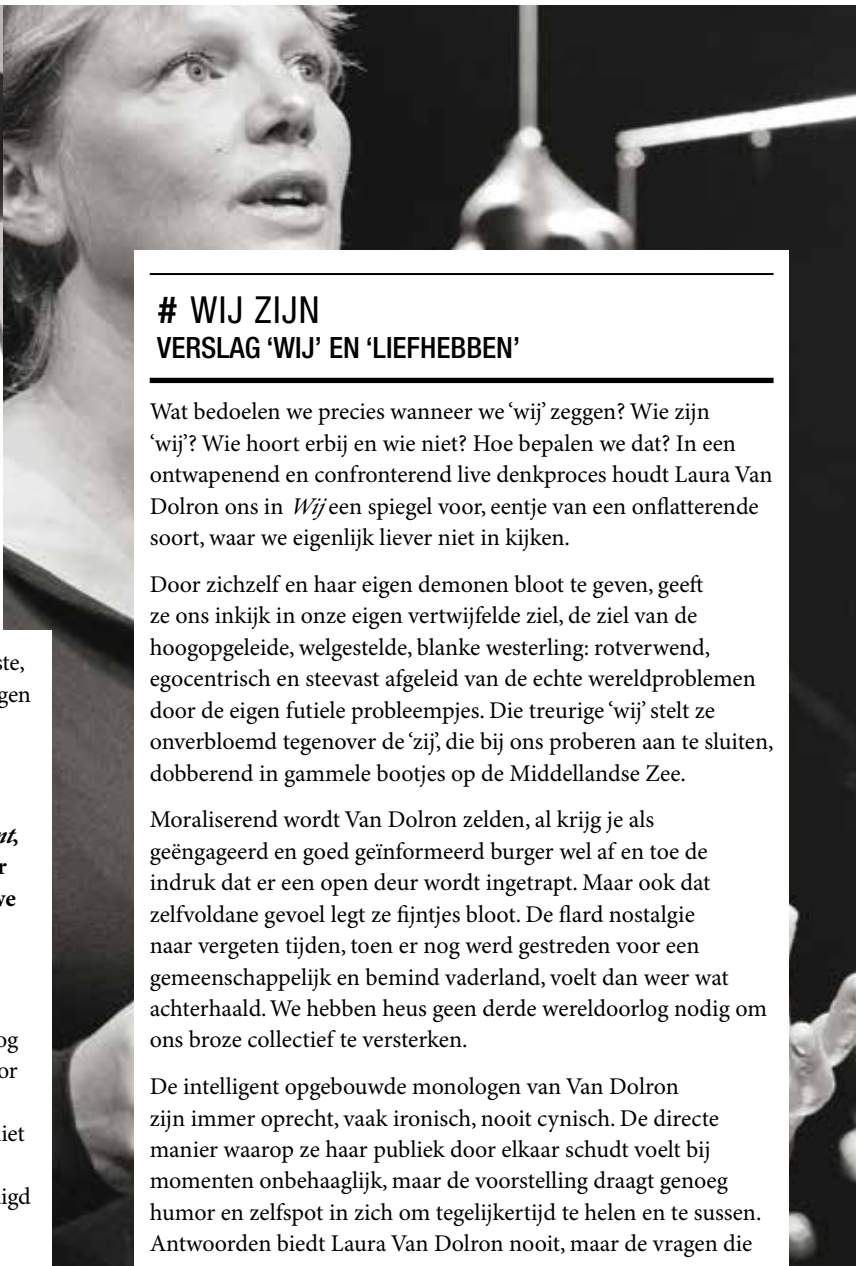 ste,
gen
nt,
r
ve
og
or
iet
igd
# WIJ ZIJN
VERSLAG ‘WIJ’ EN ‘LIEFHEBBEN’
Wat bedoelen we precies wanneer we ‘wij’ zeggen? Wie zijn
‘wij’? Wie hoort erbij en wie niet? Hoe bepalen we dat? In een
ontwapenend en confronterend live denkproces houdt Laura Van
Dolron ons in Wij een spiegel voor, eentje van een onflatterende
soort, waar we eigenlijk liever niet in kijken.
Door zichzelf en haar eigen demonen bloot te geven, geeft
ze ons inkijk in onze eigen vertwijfelde ziel, de ziel van de
hoogopgeleide, welgestelde, blanke westerling: rotverwend,
egocentrisch en steevast afgeleid van de echte wereldproblemen
door de eigen futiele probleempjes. Die treurige ‘wij’ stelt ze
onverbloemd tegenover de ‘zij’, die bij ons proberen aan te sluiten,
dobberend in gammele bootjes op de Middellandse Zee.
Moraliserend wordt Van Dolron zelden, al krijg je als
geëngageerd en goed geïnformeerd burger wel af en toe de
indruk dat er een open deur wordt ingetrapt. Maar ook dat
zelfvoldane gevoel legt ze fijntjes bloot. De flard nostalgie
naar vergeten tijden, toen er nog werd gestreden voor een
gemeenschappelijk en bemind vaderland, voelt dan weer wat
achterhaald. We hebben heus geen derde wereldoorlog nodig om
ons broze collectief te versterken.
De intelligent opgebouwde monologen van Van Dolron
zijn immer oprecht, vaak ironisch, nooit cynisch. De directe
manier waarop ze haar publiek door elkaar schudt voelt bij
momenten onbehaaglijk, maar de voorstelling draagt genoeg
humor en zelfspot in zich om tegelijkertijd te helen en te sussen.
Antwoorden biedt Laura Van Dolron nooit, maar de vragen die